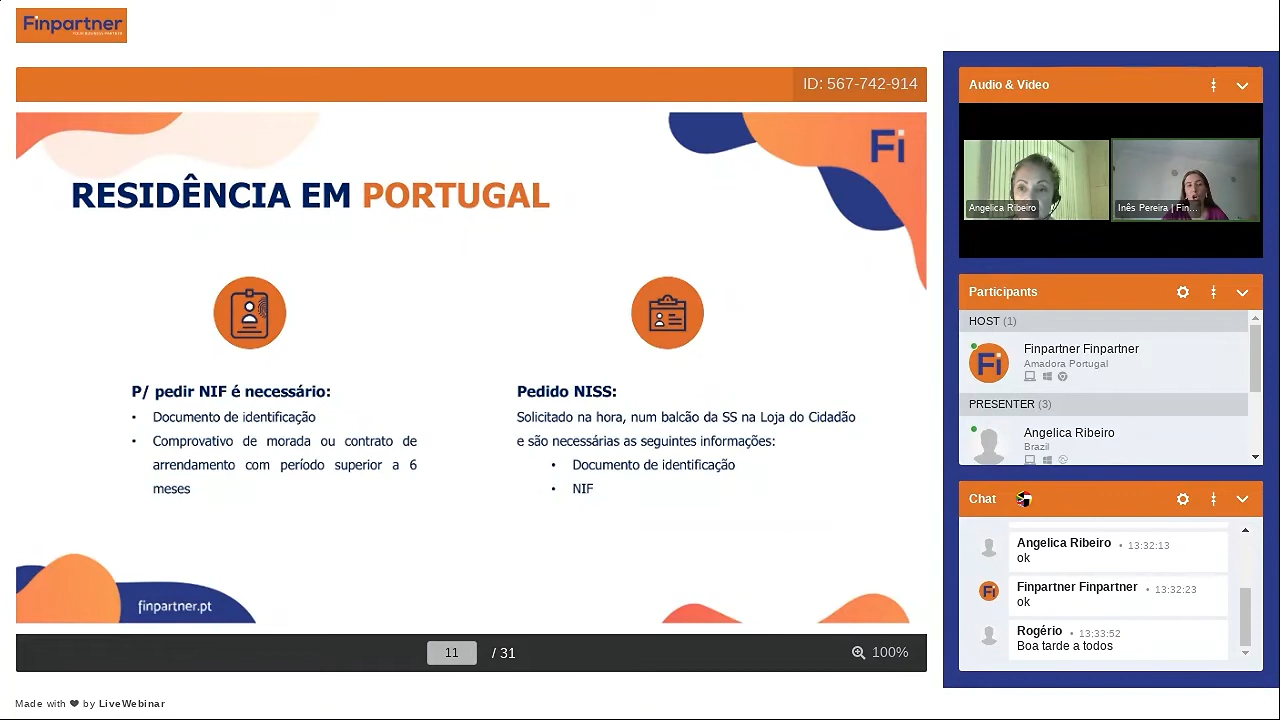 Finpartner
ID: 567-742-914
RESIDÊNCIA EM PORTUGAL
Fi
P/ pedir NIF é necessário:
• Documento de identificação
• Comprovativo de morada ou contrato de
arrendamento com período superior a 6
meses
Pedido NISS:
Solicitado na hora, num balcão da SS na Loja do Cidadão
e são necessárias as seguintes informações:
• Documento de identificação
• NIF
finpartner.pt
11 / 31
100%
Made with ❤ by LiveWebinar
Audio & Video
Angelica Ribeiro
Inês Pereira | Fin...
Participants
HOST (1)
Fi
Finpartner Finpartner
Amadora Portugal
PRESENTER (3)
Angelica Ribeiro
Brazil
Chat
Angelica Ribeiro • 13:32:13
ok
Fi
Finpartner Finpartner • 13:32:23
ok
Rogério • 13:33:52
Boa tarde a todos